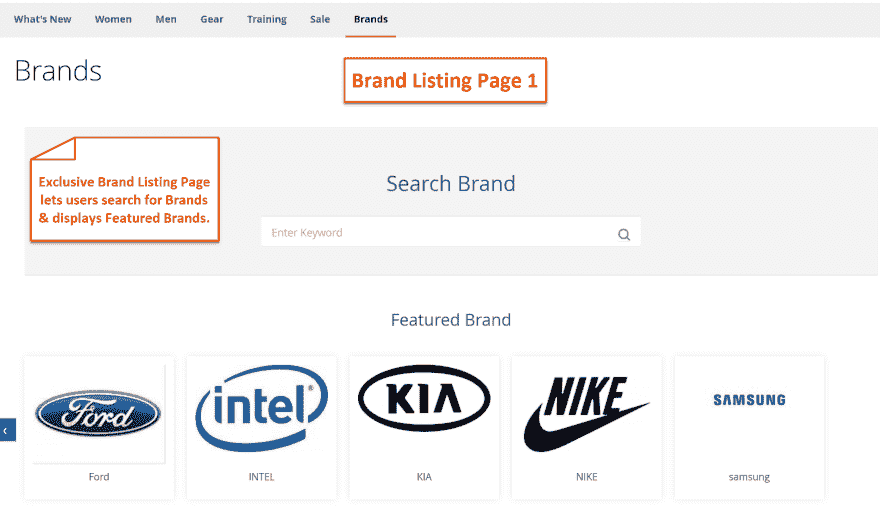 What's New Women Men Gear Training Sale Brands
Brands
Brand Listing Page 1
Exclusive Brand Listing Page
lets users search for Brands
& displays Featured Brands.
Search Brand
Enter Keyword
Featured Brand
Ford intel® KIA NIKE SAMSUNG
Ford INTEL KIA NIKE samsung